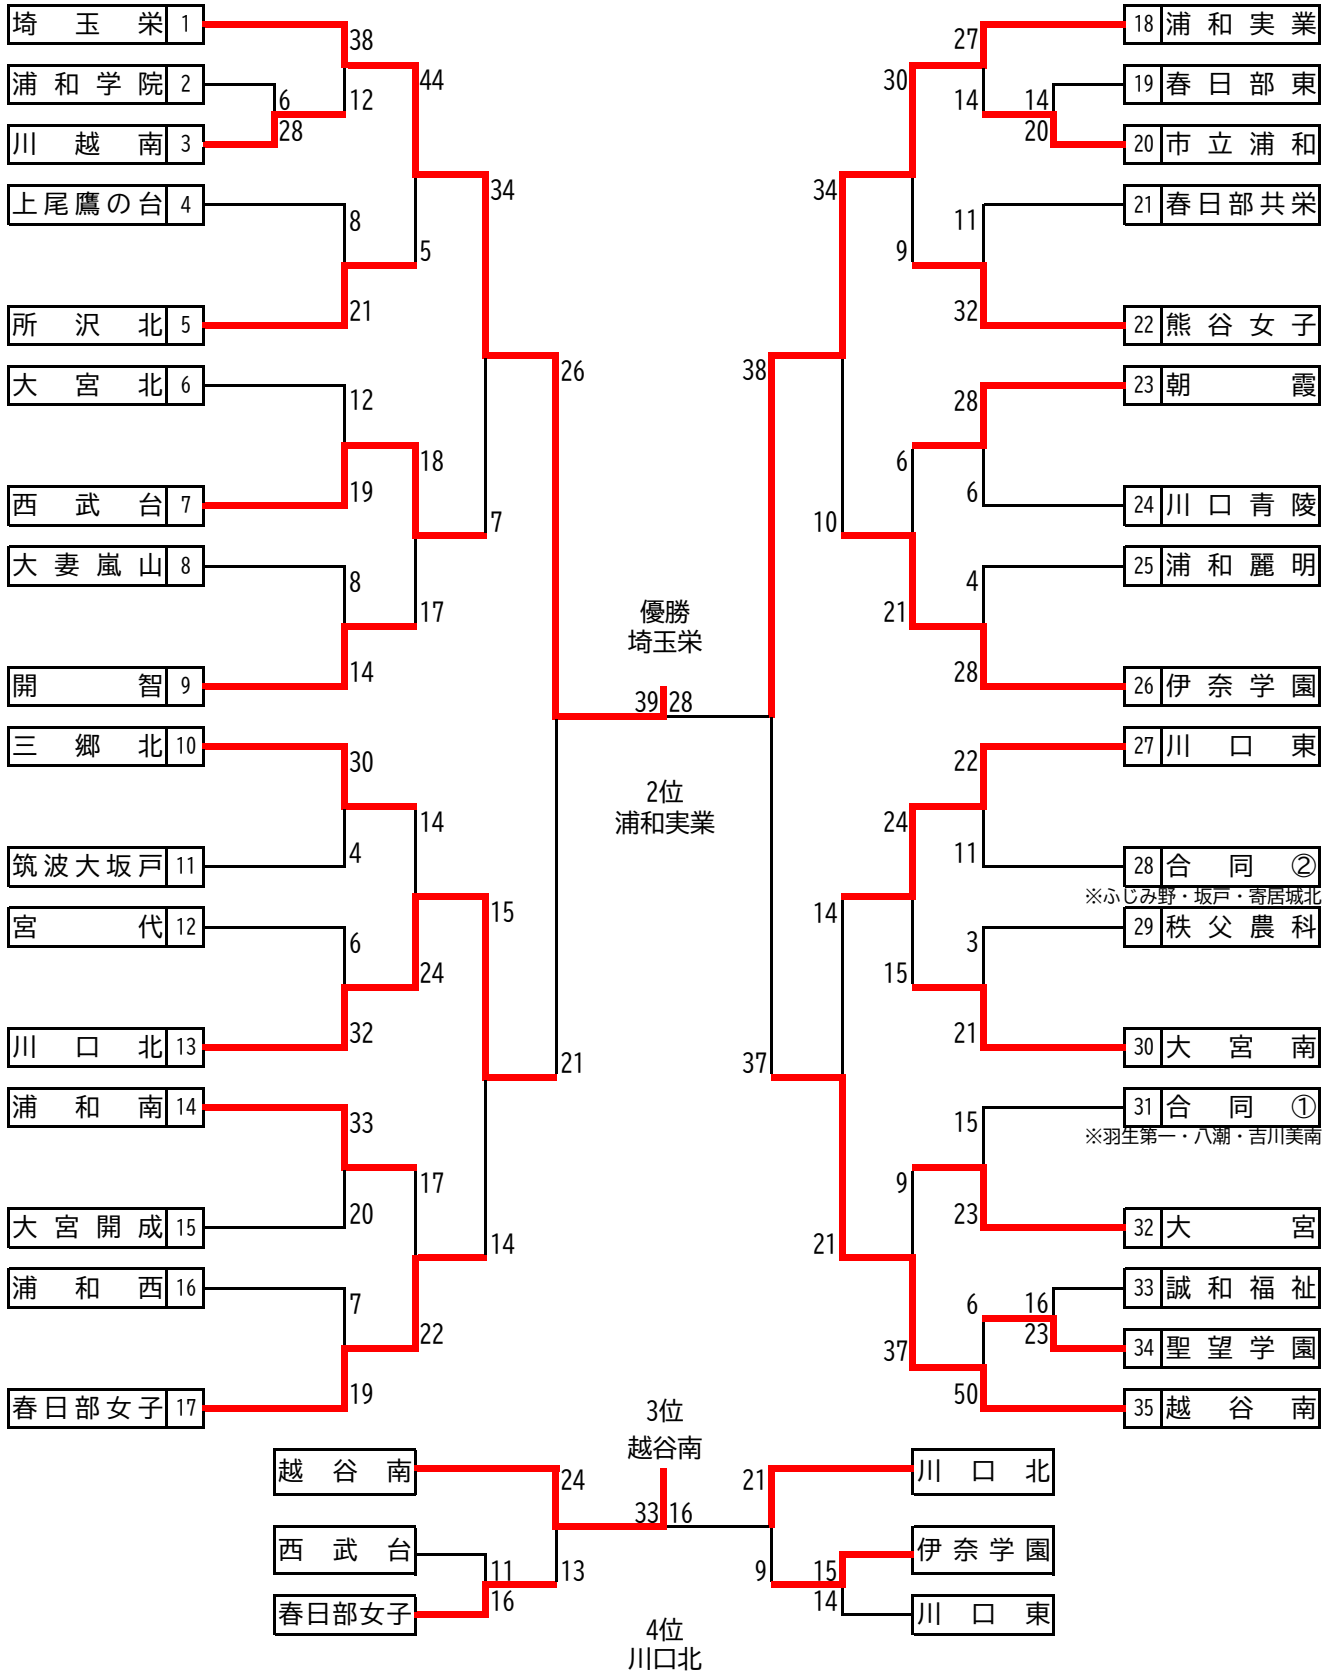 埼玉栄 1
浦和学院 2
川越南 3
上尾鷹の台 4
所沢北 5
大宮北 6
西武台 7
大妻嵐山 8
開智 9
三郷北 10
筑波大坂戸 11
宮代 12
川口北 13
浦和南 14
大宮開成 15
浦和西 16
春日部女子 17
6
28
38
12
8
21
12
19
8
14
30
4
6
32
33
20
7
19
44
5
18
17
14
24
17
22
34
7
15
14
26
21
優勝
埼玉栄
39 28
2位
浦和実業
38
37
34
10
14
21
30
9
6
21
24
15
9
37
27
14
11
32
28
6
4
28
22
11
3
21
15
23
6
50
14
20
16
23
18 浦和実業
19 春日部東
20 市立浦和
21 春日部共栄
22 熊谷女子
23 朝霞
24 川口青陵
25 浦和麗明
26 伊奈学園
27 川口東
28 合同②
※ふじみ野・坂戸・寄居城北
29 秩父農科
30 大宮南
31 合同①
※羽生第一・八潮・吉川美南
32 大宮
33 誠和福祉
34 聖望学園
35 越谷南
3位
越谷南
越谷南
西武台
春日部女子
11
16
24
13
33 16
21
9
15
14
川口北
伊奈学園
川口東
4位
川口北